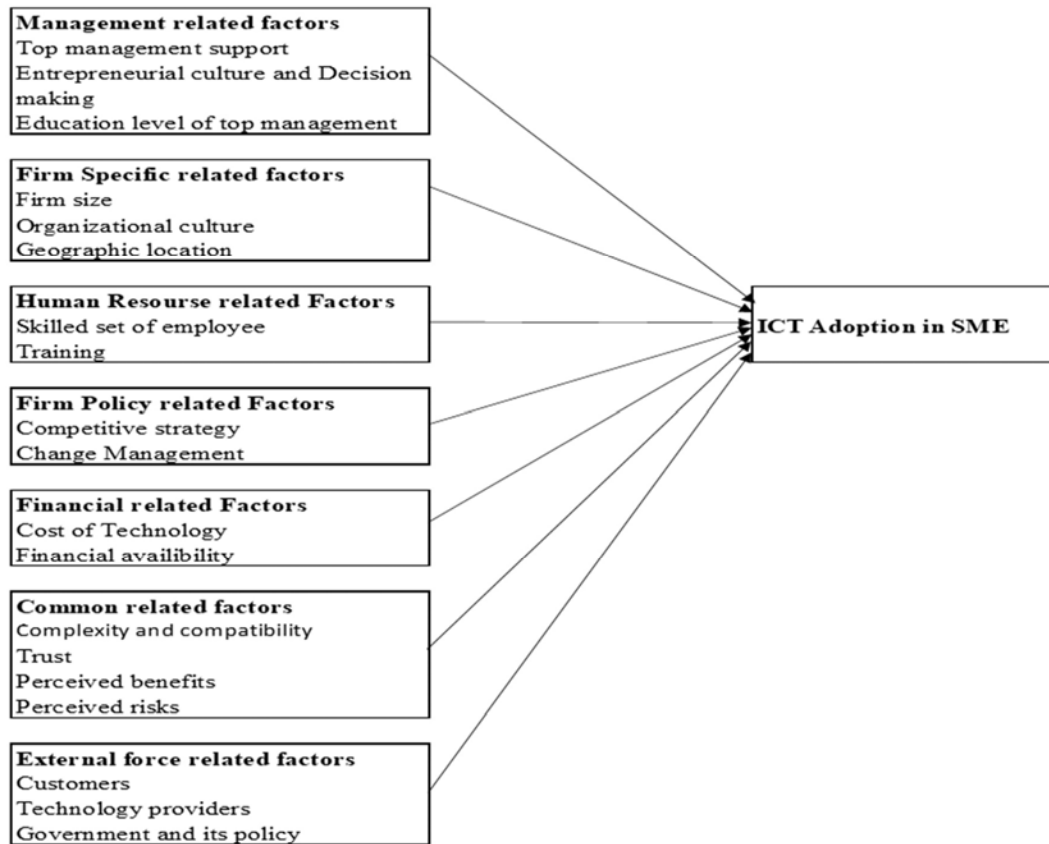 Management related factors
Top management support
Entrepreneurial culture and Decision
making
Education level of top management
Firm Specific related factors
Firm size
Organizational culture
Geographic location
Human Resourse related Factors
Skilled set of employee
Training
Firm Policy related Factors
Competitive strategy
Change Management
Financial related Factors
Cost of Technology
Financial availibility
Common related factors
Complexity and compatibility
Trust
Perceived benefits
Perceived risks
External force related factors
Customers
Technology providers
Government and its policy
ICT Adoption in SME